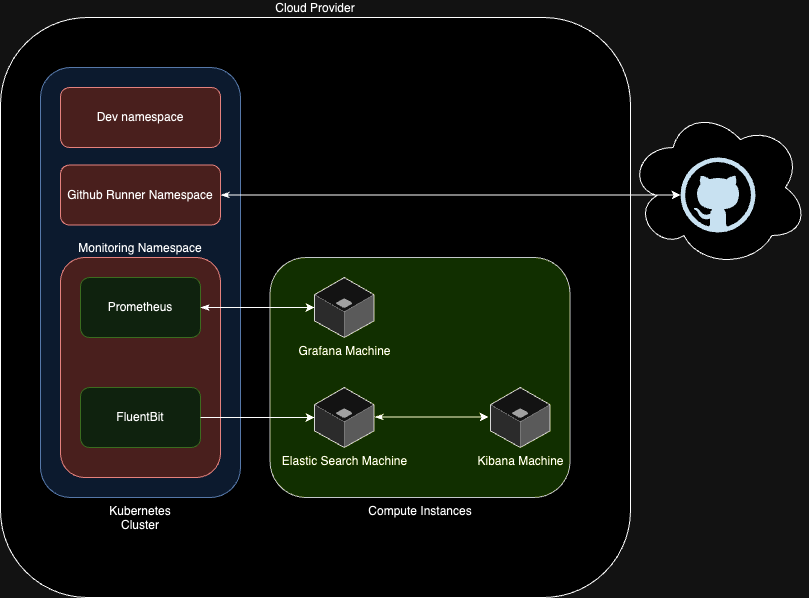 Cloud Provider
Dev namespace
Github Runner Namespace
Monitoring Namespace
Prometheus
Grafana Machine
FluentBit
Elastic Search Machine
Kibana Machine
Kubernetes
Cluster
Compute Instances